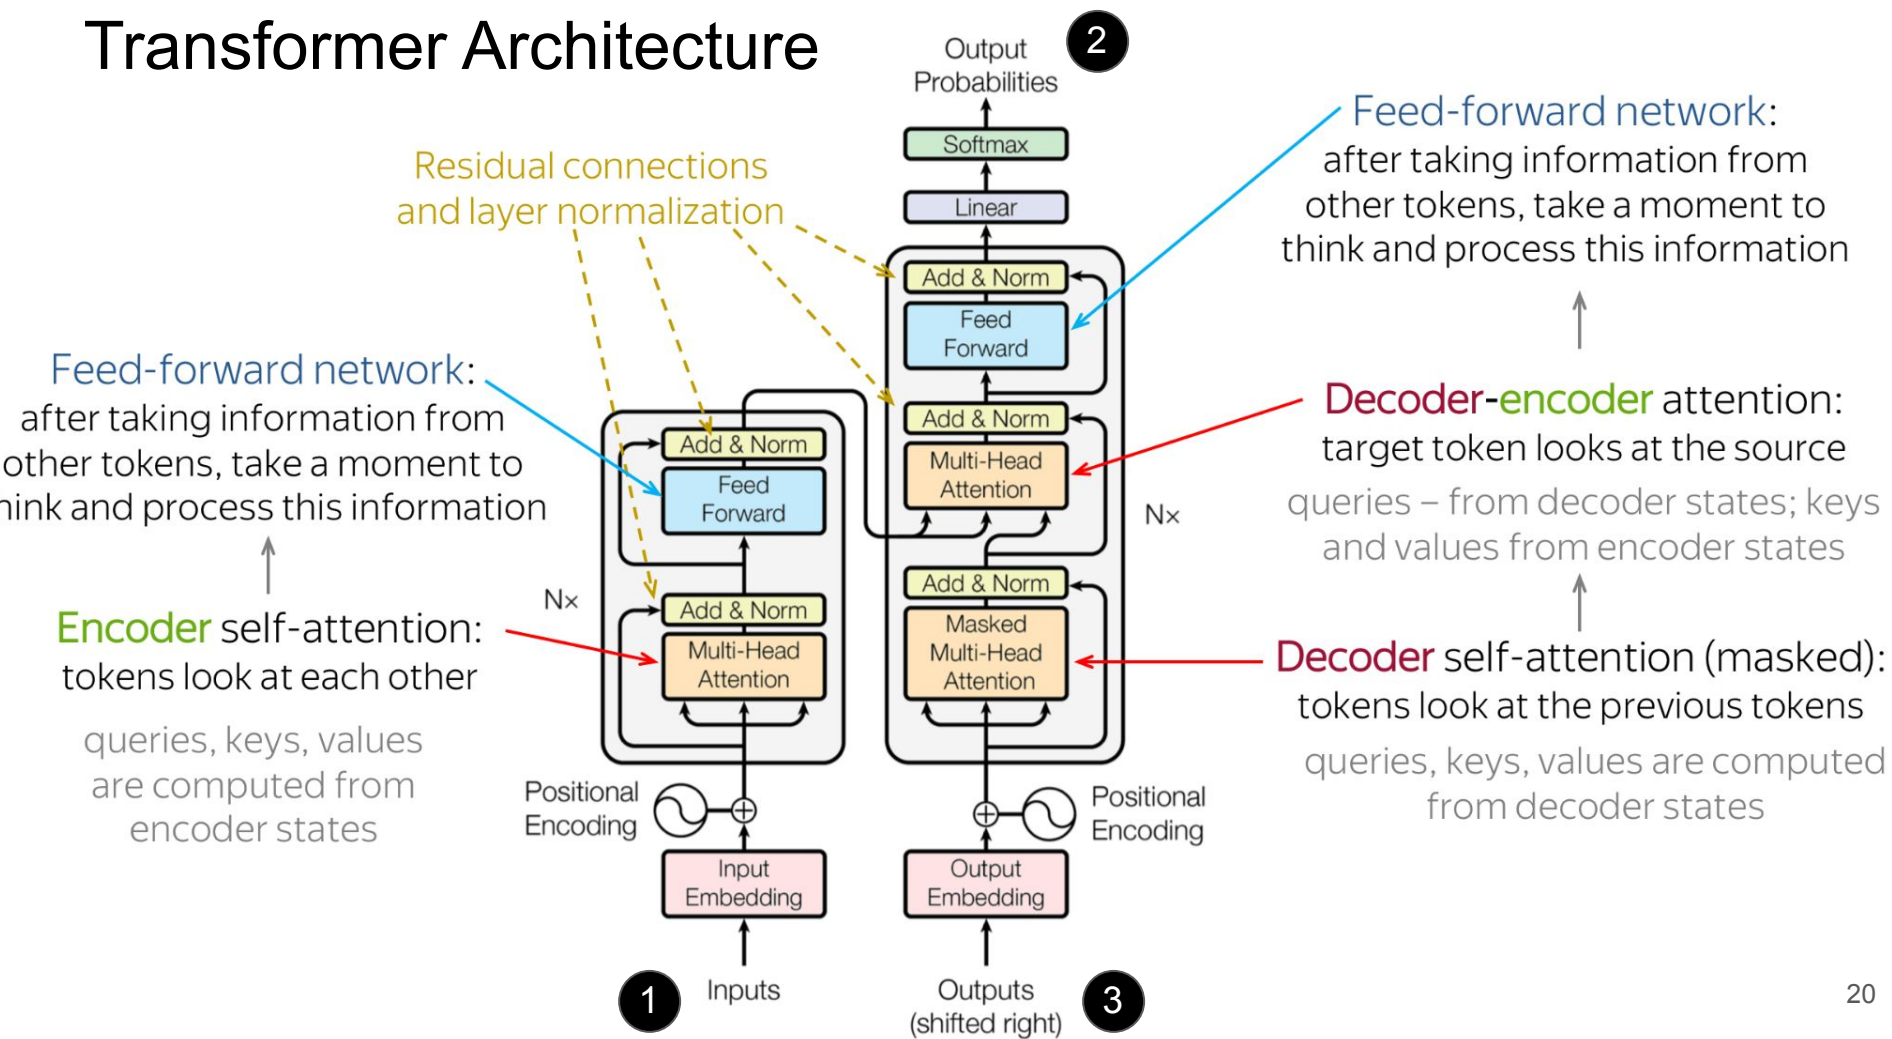 Transformer Architecture
2
Output
Probabilities
Softmax
Linear
Add & Norm
Feed
Forward
Add & Norm
Multi-Head
Attention
Add & Norm
Masked
Multi-Head
Attention
Nx
Positional
Encoding
Output
Embedding
Outputs
(shifted right)
3
Residual connections
and layer normalization
Add & Norm
Feed
Forward
Add & Norm
Multi-Head
Attention
Nx
Positional
Encoding
Input
Embedding
Inputs
1
Feed-forward network:
after taking information from
other tokens, take a moment to
hink and process this information
Encoder self-attention:
tokens look at each other
queries, keys, values
are computed from
encoder states
Feed-forward network:
after taking information from
other tokens, take a moment to
think and process this information
Decoder-encoder attention:
target token looks at the source
queries – from decoder states; keys
and values from encoder states
Decoder self-attention (masked):
tokens look at the previous tokens
queries, keys, values are computed
from decoder states
20